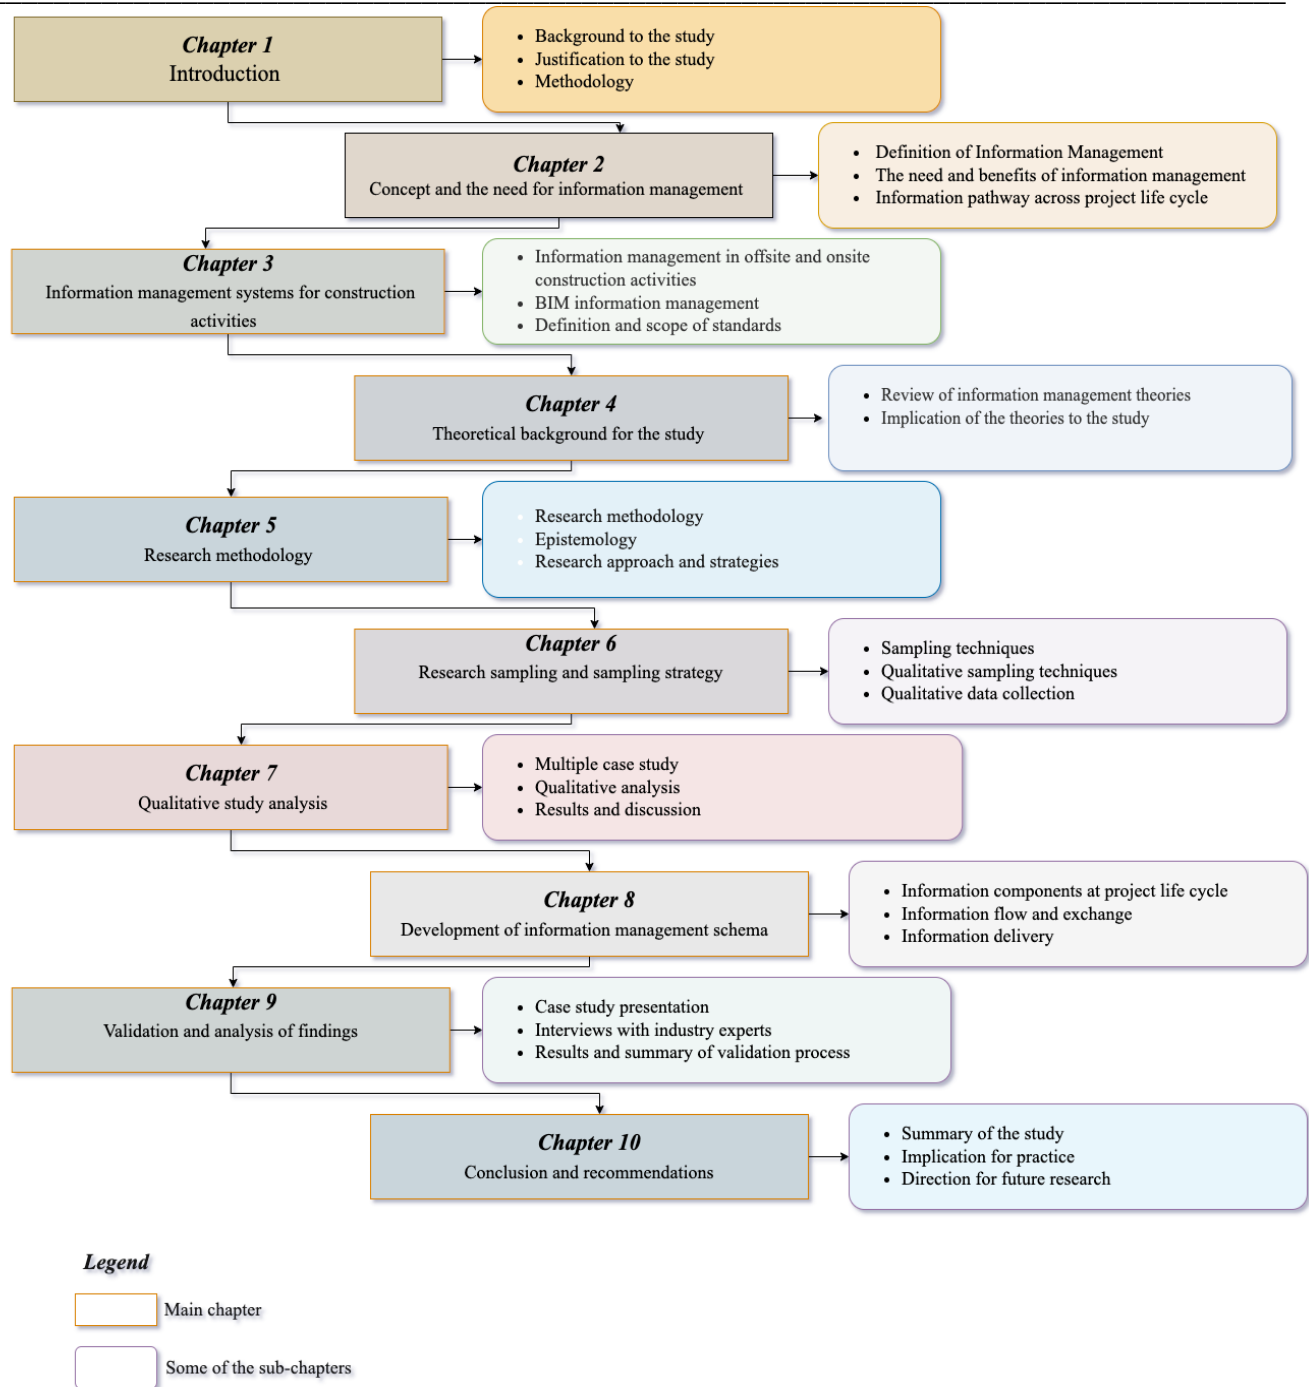 Chapter 1
Introduction
• Background to the study
• Justification to the study
• Methodology
Chapter 2
Concept and the need for information management
• Definition of Information Management
• The need and benefits of information management
• Information pathway across project life cycle
Chapter 3
Information management systems for construction
activities
• Information management in offsite and onsite
construction activities
• BIM information management
• Definition and scope of standards
Chapter 4
Theoretical background for the study
• Review of information management theories
• Implication of the theories to the study
Chapter 5
Research methodology
• Research methodology
• Epistemology
• Research approach and strategies
Chapter 6
Research sampling and sampling strategy
• Sampling techniques
• Qualitative sampling techniques
• Qualitative data collection
Chapter 7
Qualitative study analysis
• Multiple case study
• Qualitative analysis
• Results and discussion
Chapter 8
Development of information management schema
• Information components at project life cycle
• Information flow and exchange
• Information delivery
Chapter 9
Validation and analysis of findings
• Case study presentation
• Interviews with industry experts
• Results and summary of validation process
Chapter 10
Conclusion and recommendations
• Summary of the study
• Implication for practice
• Direction for future research
Legend
Main chapter
Some of the sub-chapters